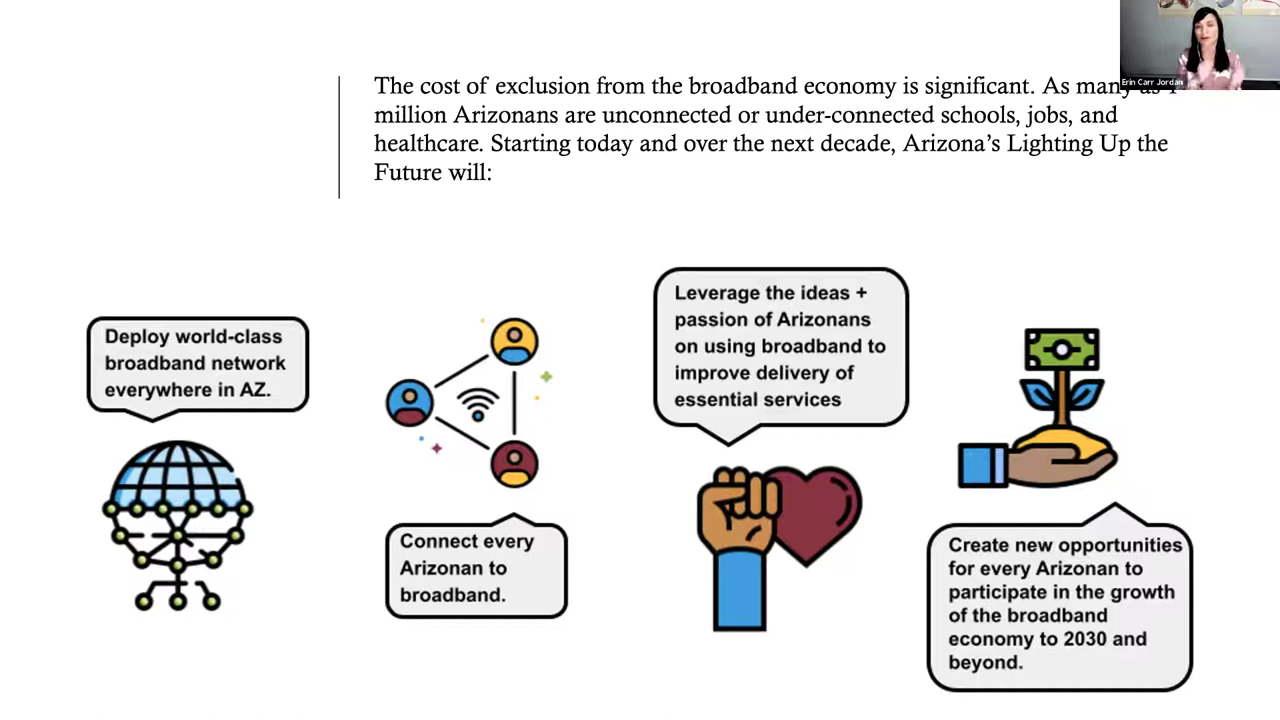 Erin Carr Jordan
The cost of exclusion from the broadband economy is significant. As many as
million Arizonans are unconnected or under-connected schools, jobs, and
healthcare. Starting today and over the next decade, Arizona's Lighting Up the
Future will:
Deploy world-class
broadband network
everywhere in AZ.
Connect every
Arizonan to
broadband.
Leverage the ideas +
passion of Arizonans
on using broadband to
improve delivery of
essential services
Create new opportunities
for every Arizonan to
participate in the growth
of the broadband
economy to 2030 and
beyond.